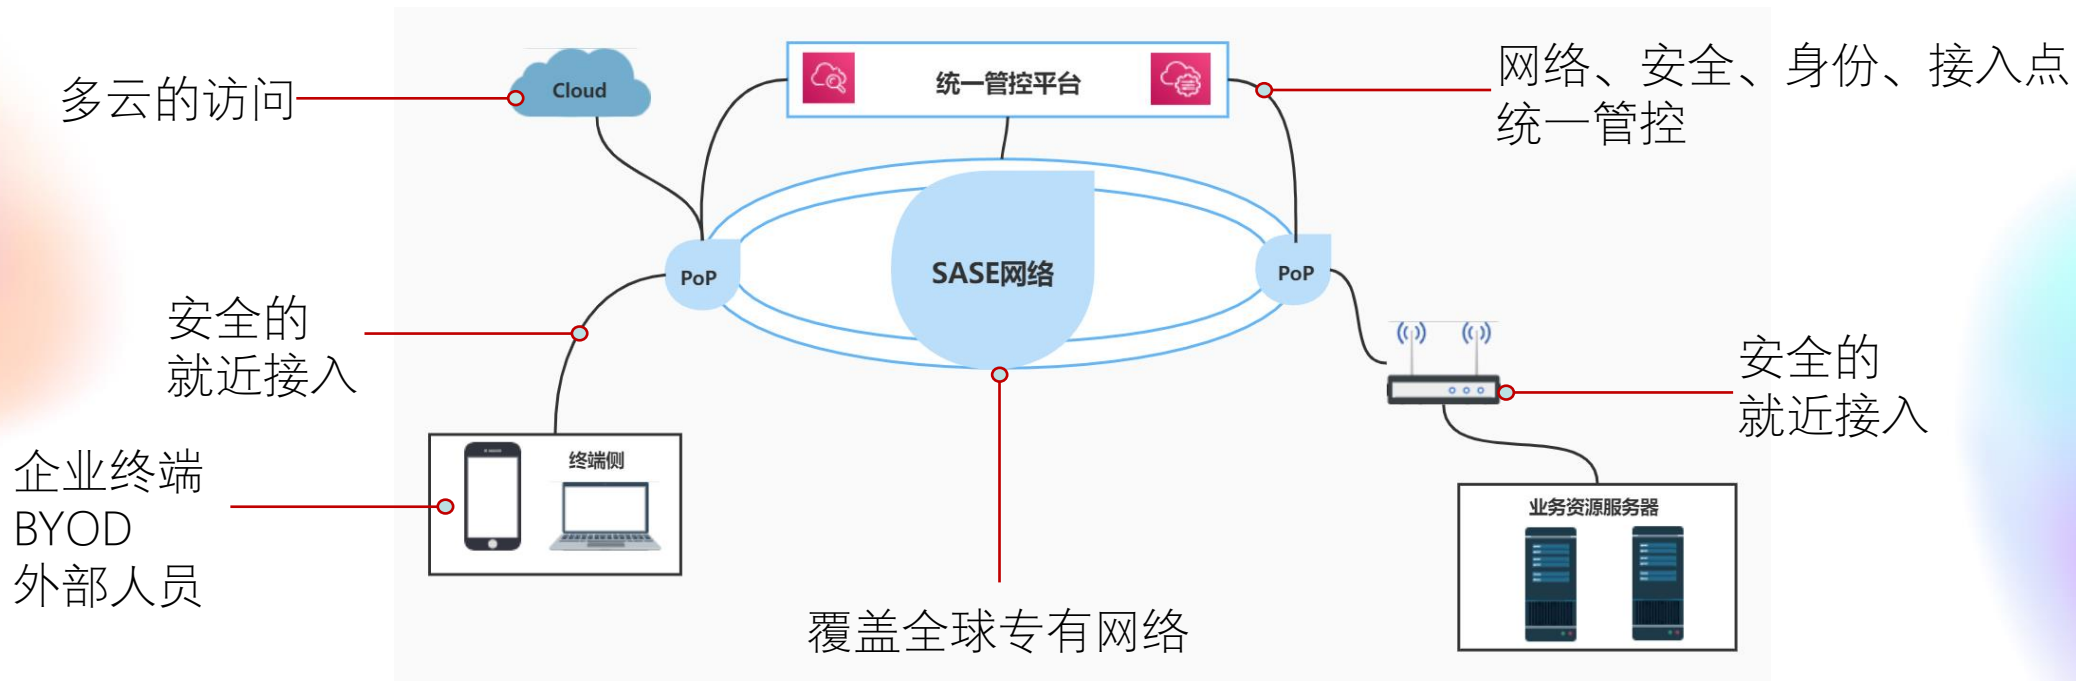 多云的访问
Cloud
统一管控平台
网络、安全、身份、接入点
统一管控
PoP
SASE网络
PoP
安全的
就近接入
安全的
就近接入
企业终端
BYOD
外部人员
终端侧
业务资源服务器
覆盖全球专有网络